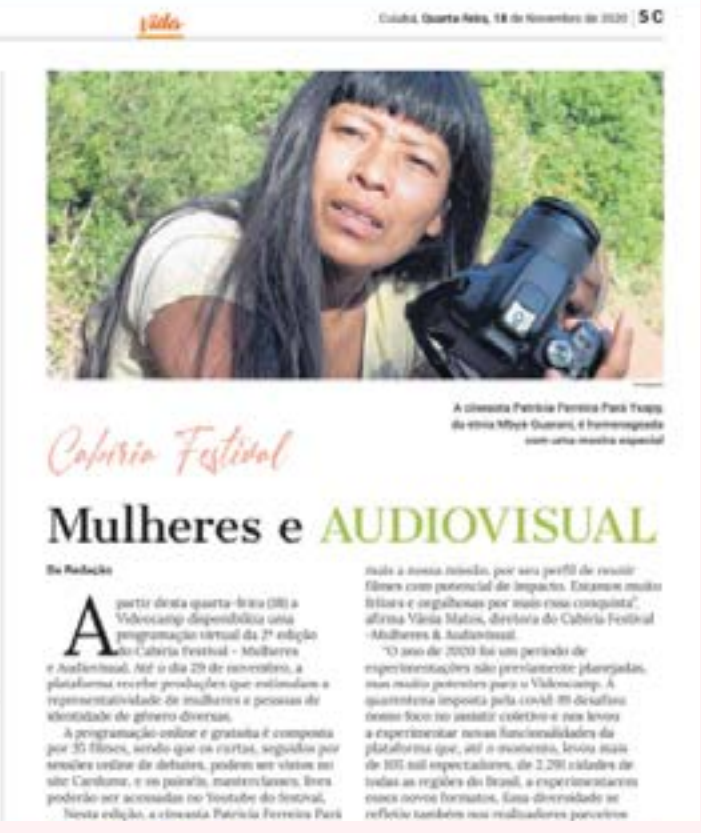 Vida
Cuiabá, Quarta-feira, 18 de Novembro de 2020 5C
A cineasta Patrícia Ferreira Pará Yxapy,
da etnia Mbyá-Guarani, é homenageada
com uma mostra especial
Cabíria Festival
Mulheres e AUDIOVISUAL
Da Redação
A partir desta quarta-feira (18) a
Videocamp disponibiliza uma
programação virtual da 2ª edição
do Cabíria Festival - Mulheres
e Audiovisual. Até o dia 29 de novembro, a
plataforma recebe produções que estimulam a
representatividade de mulheres e pessoas de
identidade de gênero diversas.
A programação online e gratuita é composta
por 35 filmes, sendo que os curtas, seguidos por
sessões online de debates, podem ser vistos no
site Cardume, e os painéis, masterclasses, lives
poderão ser acessadas no Youtube do festival.
Nesta edição, a cineasta Patrícia Ferreira Pará
mais a nossa missão, por seu perfil de reunir
filmes com potencial de impacto. Estamos muito
felizes e orgulhosas por mais essa conquista",
afirma Vânia Matos, diretora do Cabíria Festival
-Mulheres & Audiovisual.
"O ano de 2020 foi um período de
experimentações não previamente planejadas,
mas muito potentes para o Videocamp. A
quarentena imposta pela covid-19 desafiou
nosso foco no assistir coletivo e nos levou
a experimentar novas funcionalidades da
plataforma que, até o momento, levou mais
de 105 mil espectadores, de 2.291 cidades de
todas as regiões do Brasil, a experimentarem
esses novos formatos. Essa diversidade se
refletiu também nos realizadores parceiros